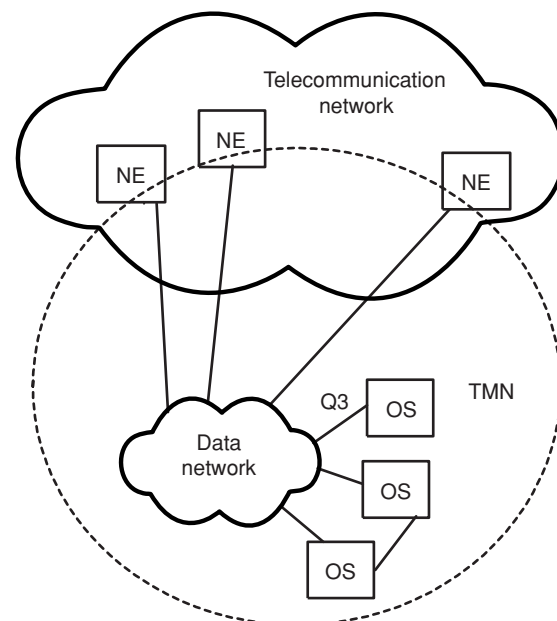 Telecommunication
network
NE
NE
NE
Q3
OS
TMN
Data
network
OS
OS